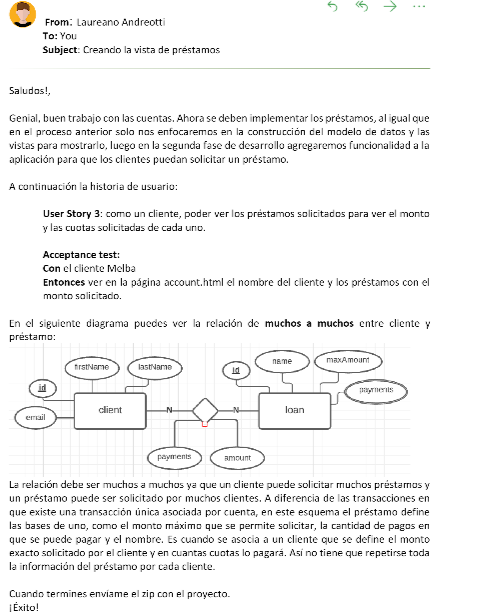 From: Laureano Andreotti
To: You
Subject: Creando la vista de préstamos
Saludos!,
Genial, buen trabajo con las cuentas. Ahora se deben implementar los préstamos, al igual que
en el proceso anterior solo nos enfocaremos en la construcción del modelo de datos y las
vistas para mostrarlo, luego en la segunda fase de desarrollo agregaremos funcionalidad a la
aplicación para que los clientes puedan solicitar un préstamo.
A continuación la historia de usuario:
User Story 3: como un cliente, poder ver los préstamos solicitados para ver el monto
y las cuotas solicitadas de cada uno.
Acceptance test:
Con el cliente Melba
Entonces ver en la página account.html el nombre del cliente y los préstamos con el
monto solicitado.
En el siguiente diagrama puedes ver la relación de muchos a muchos entre cliente y
préstamo:
firstName
lastName
id
name
maxAmount
id
payments
email
client
N
N
loan
payments
amount
La relación debe ser muchos a muchos ya que un cliente puede solicitar muchos préstamos y
un préstamo puede ser solicitado por muchos clientes. A diferencia de las transacciones en
que existe una transacción única asociada por cuenta, en este esquema el préstamo define
las bases de uno, como el monto máximo que se permite solicitar, la cantidad de pagos en
que se puede pagar y el nombre. Es cuando se asocia a un cliente que se define el monto
exacto solicitado por el cliente y en cuantas cuotas lo pagará. Así no tiene que repetirse toda
la información del préstamo por cada cliente.
Cuando termines enviame el zip con el proyecto.
¡Éxito!